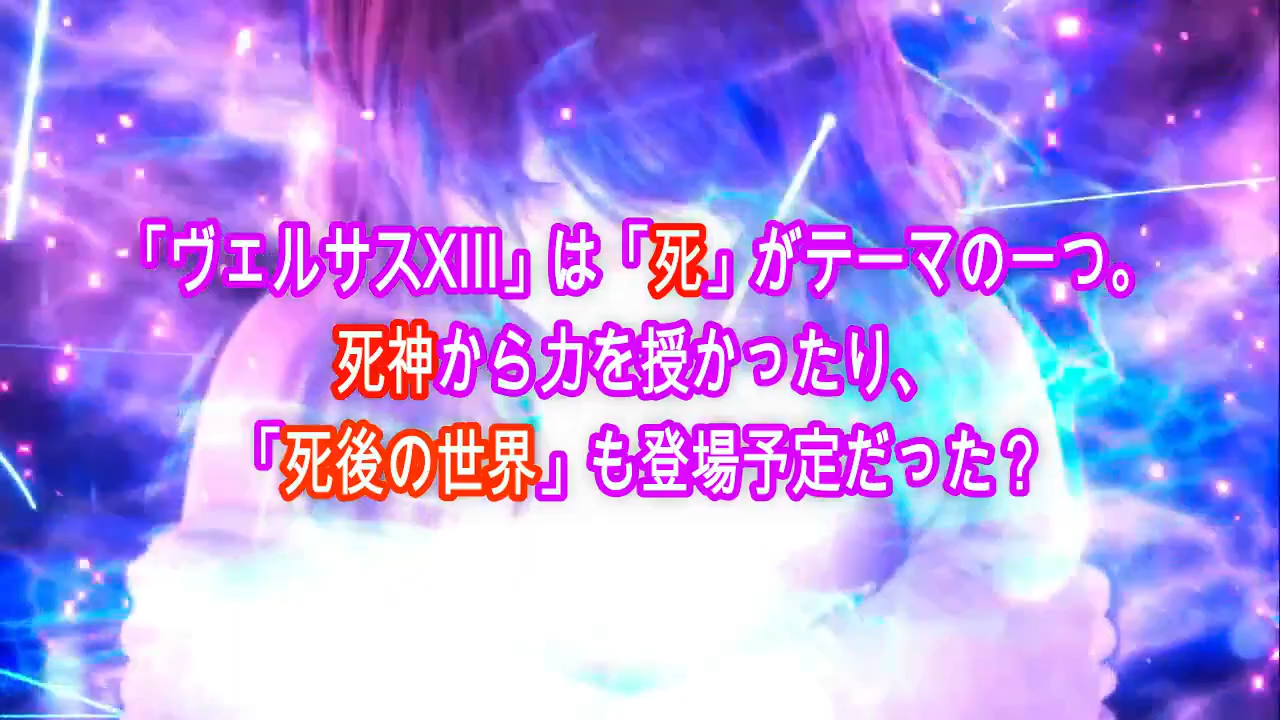 「ヴェルサスXIII」は「死」がテーマの一つ。
死神から力を授かったり、
「死後の世界」も登場予定だった？